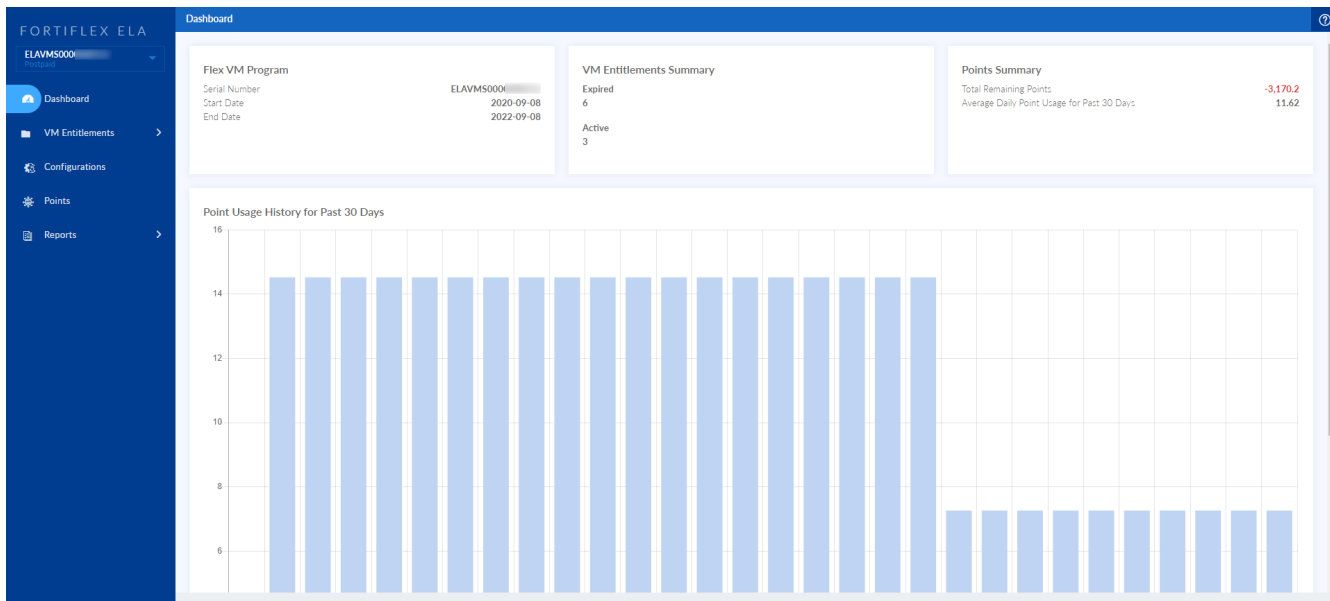 FORTIFLEX ELA
ELAVMS000
Postpaid
Dashboard
VM Entitlements
Configurations
Points
Reports
Dashboard
Flex VM Program
Serial Number ELAVMS000
Start Date 2020-09-08
End Date 2022-09-08
VM Entitlements Summary
Expired
6
Active
3
Points Summary
Total Remaining Points -3,170.2
Average Daily Point Usage for Past 30 Days 11.62
Point Usage History for Past 30 Days
16
14
12
10
8
6